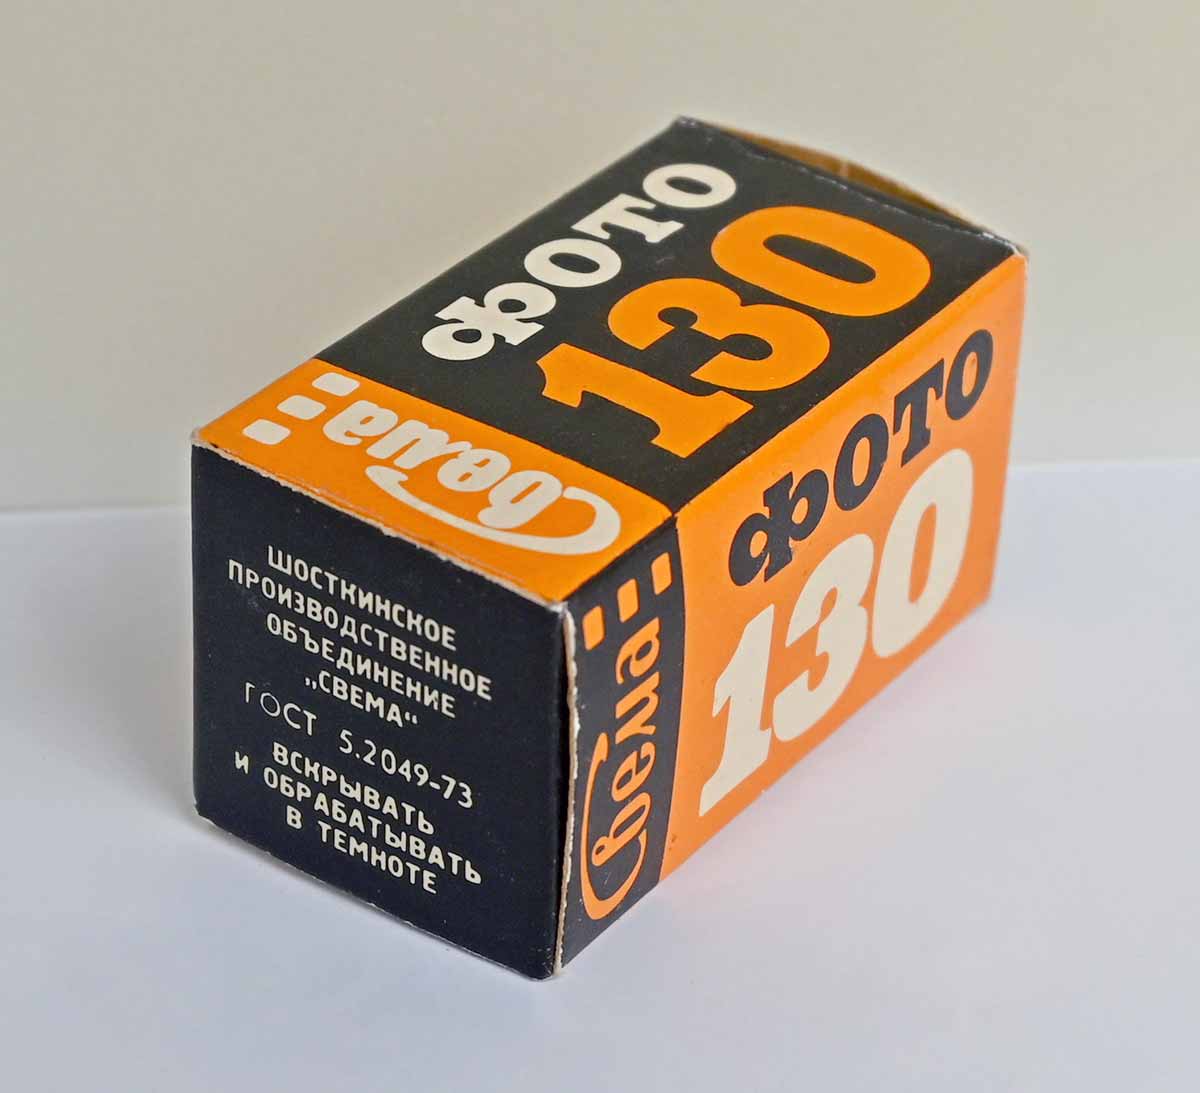 фото
130
Свема
фото
130
Свема
ШОСТКИНСКОЕ
ПРОИЗВОДСТВЕННОЕ
ОБЪЕДИНЕНИЕ
„СВЕМА“
ГОСТ 5.2049-73
ВСКРЫВАТЬ
И ОБРАБАТЫВАТЬ
В ТЕМНОТЕ